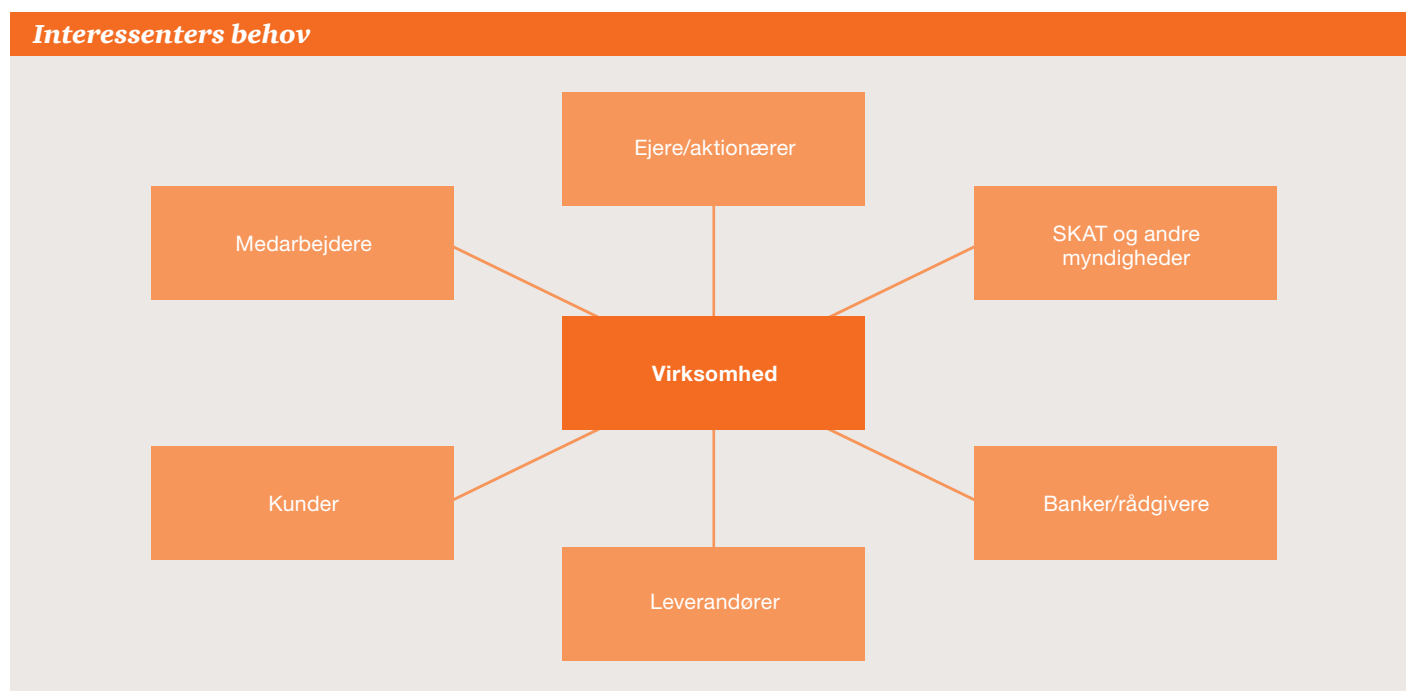 Interessenters behov
Ejere/aktionærer
Medarbejdere
SKAT og andre
myndigheder
Virksomhed
Kunder
Banker/rådgivere
Leverandører